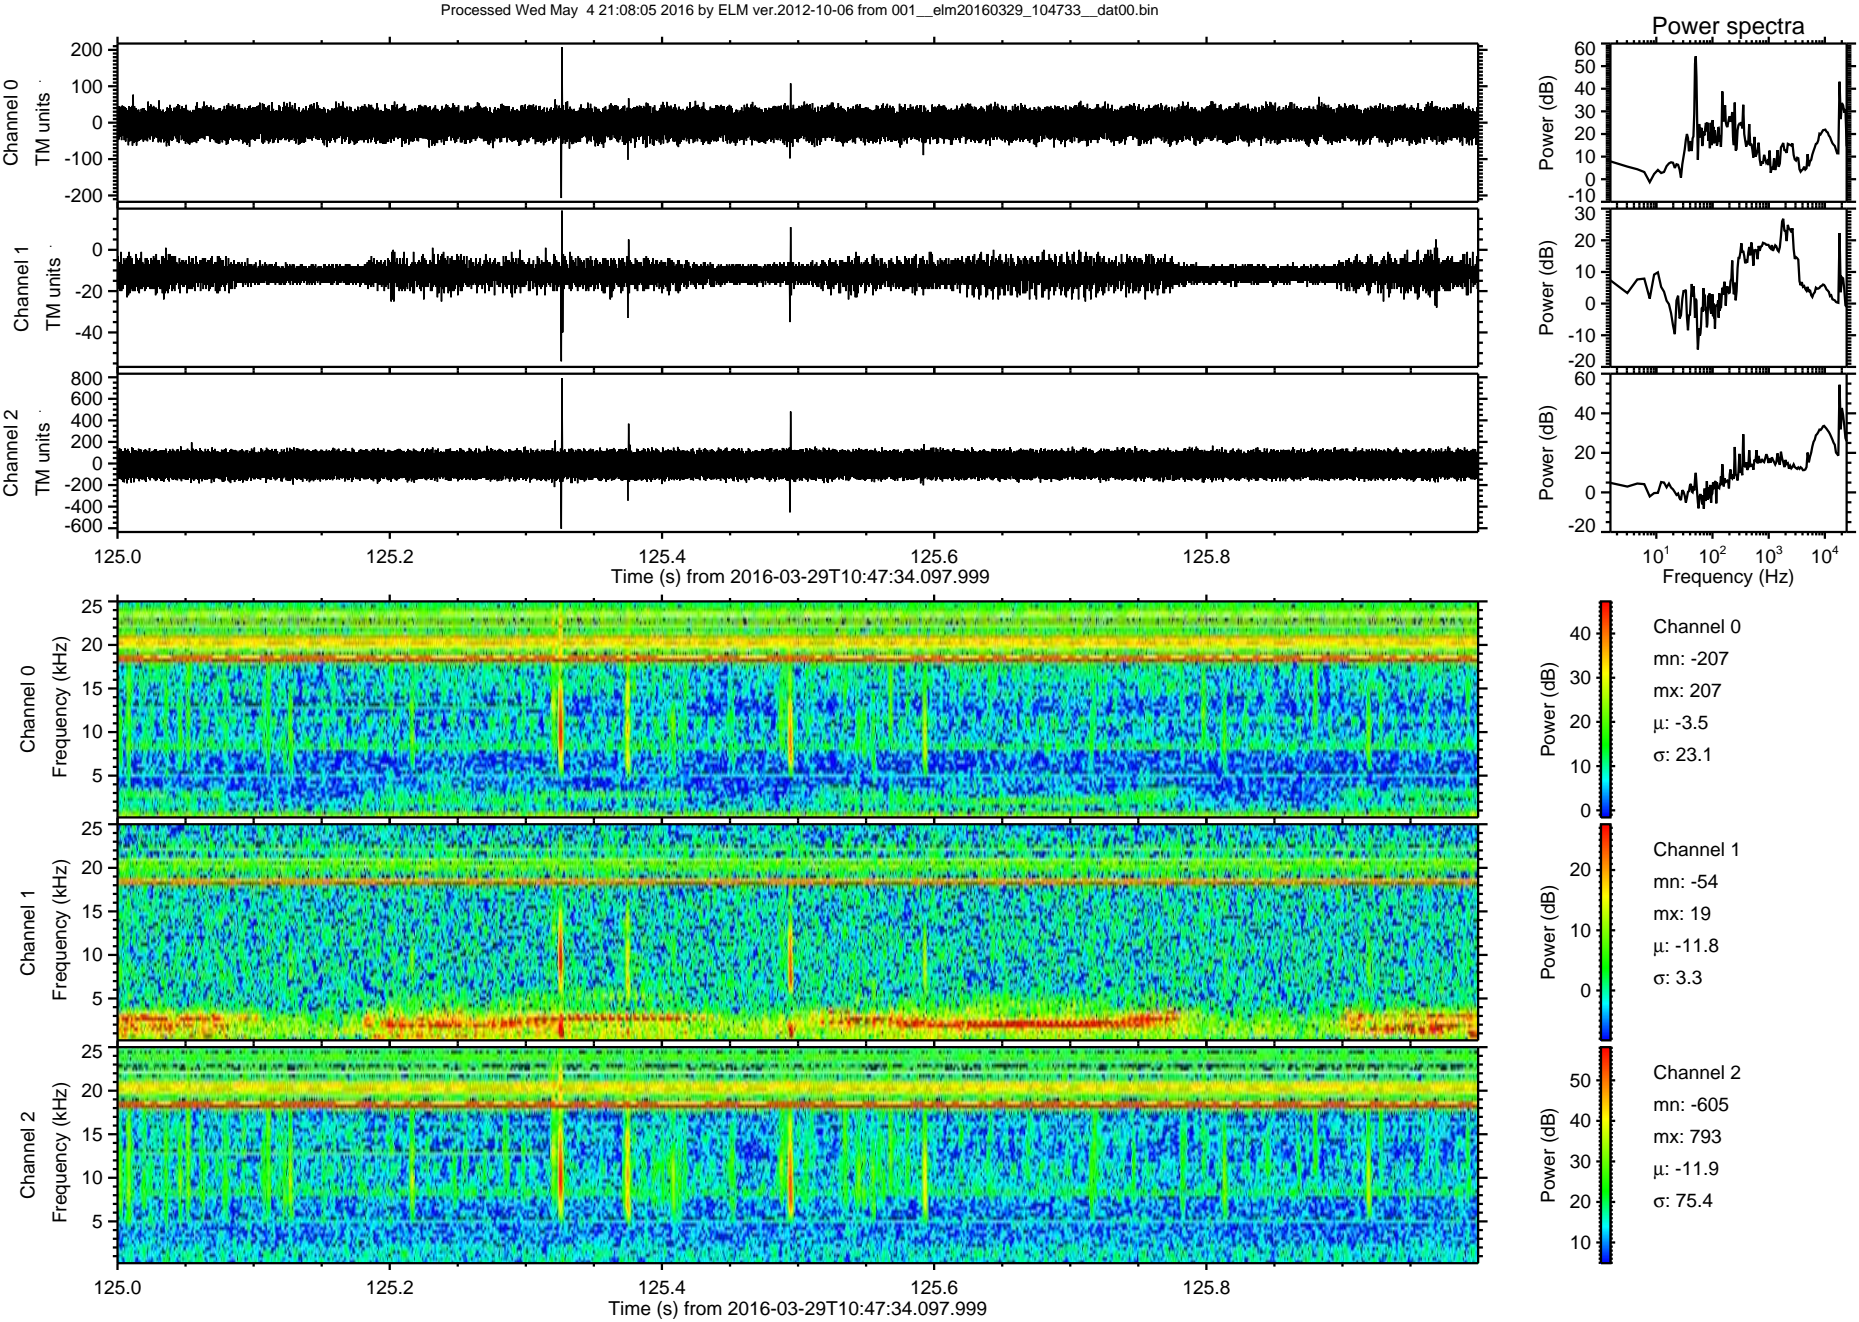 Processed Wed May  4 21:08:05 2016 by ELM ver.2012-10-06 from 001__elm20160329_104733__dat00.bin
Power spectra
Channel 0
TM units
200
100
0
-100
-200
Power (dB)
60
50
40
30
20
10
0
-10
Channel 1
TM units
0
-20
-40
Power (dB)
30
20
10
0
-10
-20
Channel 2
TM units
800
600
400
200
0
-200
-400
-600
Power (dB)
60
40
20
0
-20
125.0 125.2 125.4 125.6 125.8
Time (s) from 2016-03-29T10:47:34.097.999
10¹ 10² 10³ 10⁴
Frequency (Hz)
Channel 0
Frequency (kHz)
25
20
15
10
5
Power (dB)
40
30
20
10
0
Channel 0
mn: -207
mx: 207
μ: -3.5
σ: 23.1
Channel 1
Frequency (kHz)
25
20
15
10
5
Power (dB)
20
10
0
Channel 1
mn: -54
mx: 19
μ: -11.8
σ: 3.3
Channel 2
Frequency (kHz)
25
20
15
10
5
Power (dB)
50
40
30
20
10
Channel 2
mn: -605
mx: 793
μ: -11.9
σ: 75.4
125.0 125.2 125.4 125.6 125.8
Time (s) from 2016-03-29T10:47:34.097.999